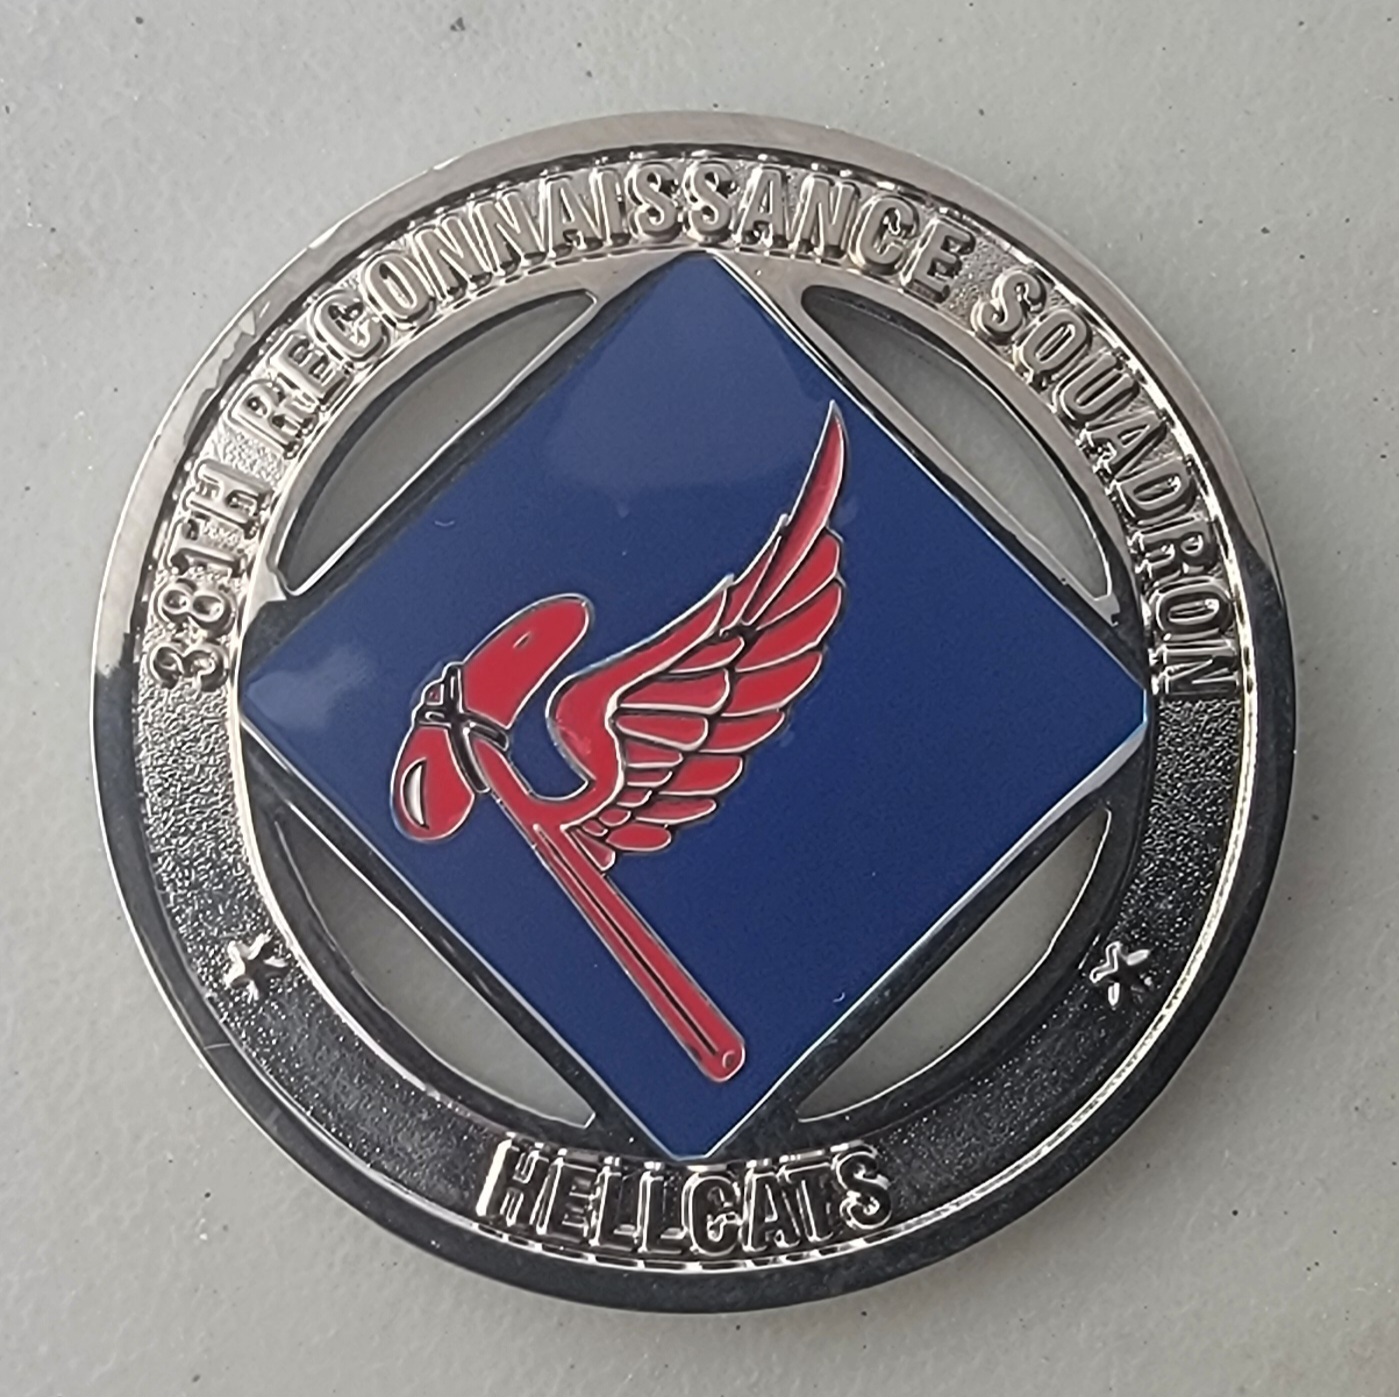 38TH RECONNAISSANCE SQUADRON
HELLCATS